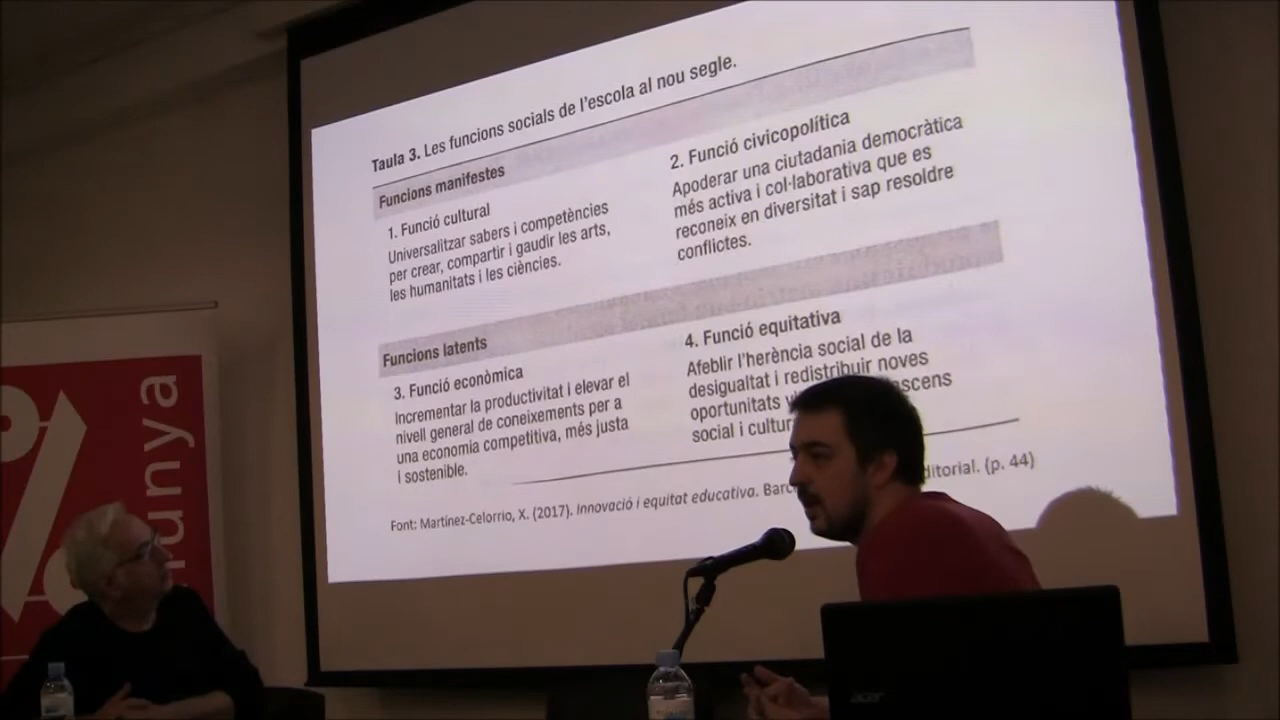 Taula 3. Les funcions socials de l'escola al nou segle.
Funcions manifestes
1. Funció cultural
Universalitzar sabers i competències
per crear, compartir i gaudir les arts,
les humanitats i les ciències.
2. Funció civicopolítica
Apoderar una ciutadania democràtica
més activa i col·laborativa que es
reconeix en diversitat i sap resoldre
conflictes.
Funcions latents
3. Funció econòmica
Incrementar la productivitat i elevar el
nivell general de coneixements per a
una economia competitiva, més justa
i sostenible.
4. Funció equitativa
Afeblir l'herència social de la
desigualtat i redistribuir noves
oportunitats
social i
Font: Martínez-Celorrio, X. (2017). Innovació i equitat educativa. (p. 44)
unya
acer